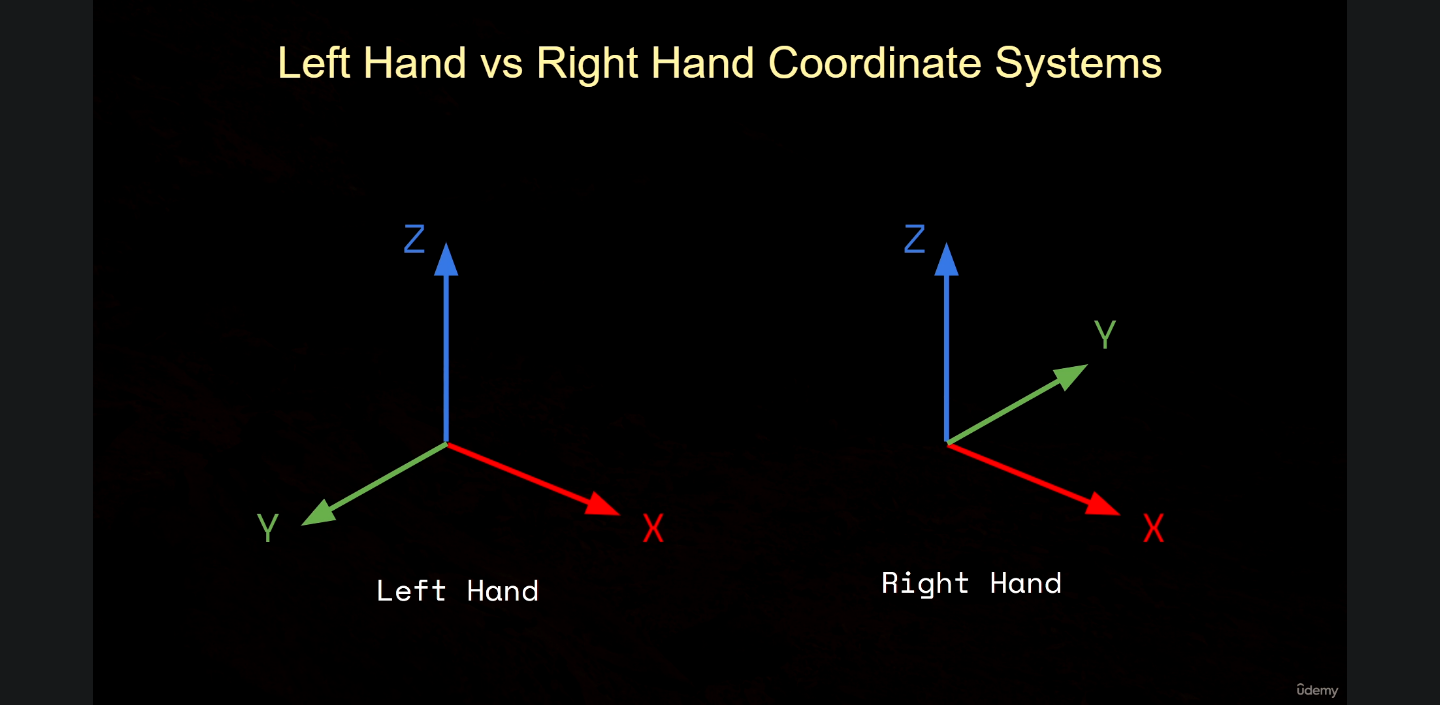 Left Hand vs Right Hand Coordinate Systems
Z
Y
X
Left Hand
Z
Y
X
Right Hand
ûdemy